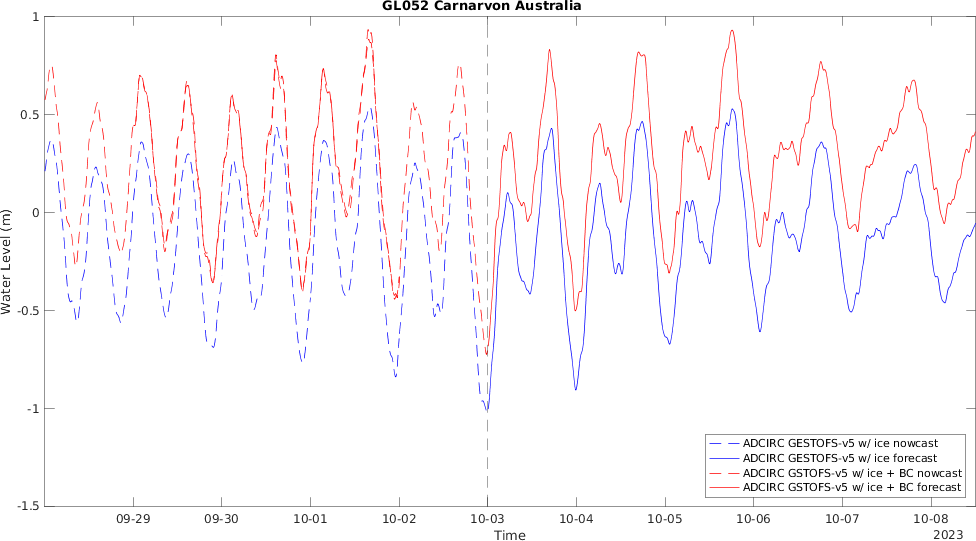 GL052 Carnarvon Australia
1
0.5
0
-0.5
-1
-1.5
Water Level (m)
09-29 09-30 10-01 10-02 10-03 10-04 10-05 10-06 10-07 10-08
Time
2023
ADCIRC GESTOFS-v5 w/ ice nowcast
ADCIRC GESTOFS-v5 w/ ice forecast
ADCIRC GSTOFS-v5 w/ ice + BC nowcast
ADCIRC GSTOFS-v5 w/ ice + BC forecast